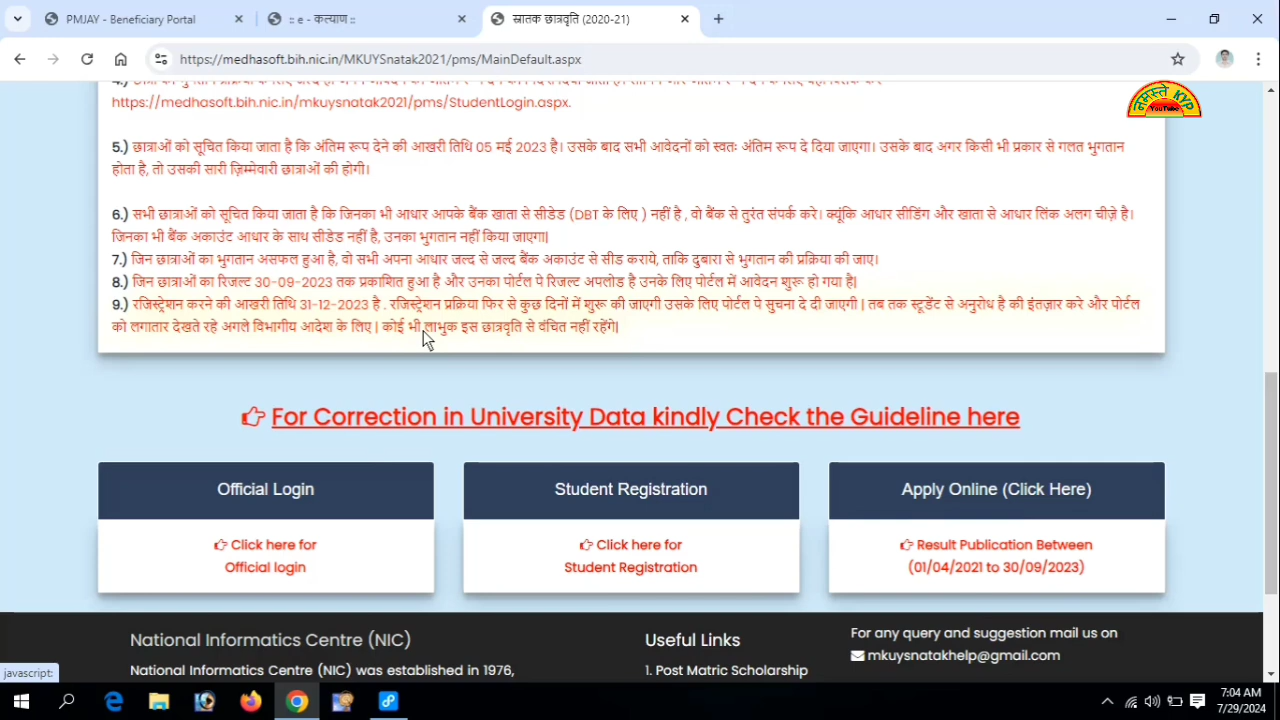 PMJAY - Beneficiary Portal
:: e - कल्याण ::
स्नातक छात्रवृति (2020-21)
https://medhasoft.bih.nic.in/MKUYSnatak2021/pms/MainDefault.aspx
नमस्ते KYP
YouTube
https://medhasoft.bih.nic.in/mkuysnatak2021/pms/StudentLogin.aspx.
5.) छात्राओं को सूचित किया जाता है कि अंतिम रूप देने की आखरी तिथि 05 मई 2023 है। उसके बाद सभी आवेदनों को स्वतः अंतिम रूप दे दिया जाएगा। उसके बाद अगर किसी भी प्रकार से गलत भुगतान
होता है, तो उसकी सारी ज़िम्मेवारी छात्राओं की होगी।
6.) सभी छात्राओं को सूचित किया जाता है कि जिनका भी आधार आपके बैंक खाता से सीडेड (DBT के लिए ) नहीं है , वो बैंक से तुरंत संपर्क करे। क्यूंकि आधार सीडिंग और खाता से आधार लिंक अलग चीज़े है।
जिनका भी बैंक अकाउंट आधार के साथ सीडेड नहीं है, उनका भुगतान नहीं किया जाएगा|
7.) जिन छात्राओं का भुगतान असफल हुआ है, वो सभी अपना आधार जल्द से जल्द बैंक अकाउंट से सीड कराये, ताकि दुबारा से भुगतान की प्रक्रिया की जाए।
8.) जिन छात्राओं का रिजल्ट 30-09-2023 तक प्रकाशित हुआ है और उनका पोर्टल पे रिजल्ट अपलोड है उनके लिए पोर्टल में आवेदन शुरू हो गया है|
9.) रजिस्ट्रेशन करने की आखरी तिथि 31-12-2023 है . रजिस्ट्रेशन प्रक्रिया फिर से कुछ दिनों में शुरू की जाएगी उसके लिए पोर्टल पे सुचना दे दी जाएगी | तब तक स्टूडेंट से अनुरोध है की इंतज़ार करे और पोर्टल
को लगातार देखते रहे अगले विभागीय आदेश के लिए | कोई भी लाभुक इस छात्रवृति से वंचित नहीं रहेंगे|
For Correction in University Data kindly Check the Guideline here
Official Login
Click here for
Official login
Student Registration
Click here for
Student Registration
Apply Online (Click Here)
Result Publication Between
(01/04/2021 to 30/09/2023)
National Informatics Centre (NIC)
National Informatics Centre (NIC) was established in 1976,
Useful Links
1. Post Matric Scholarship
For any query and suggestion mail us on
mkuysnatakhelp@gmail.com
javascript:
7:04 AM
7/29/2024